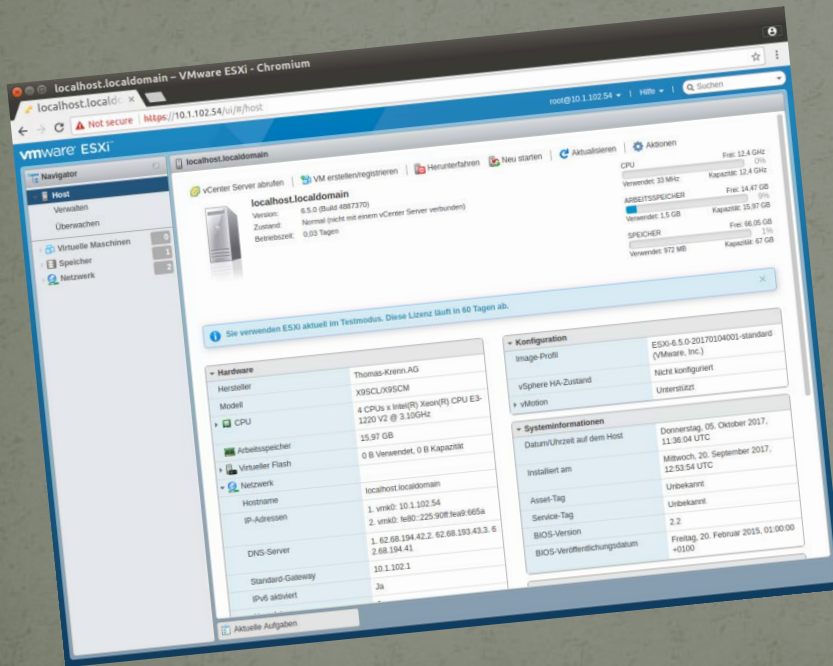 localhost.localdomain – VMware ESXi - Chromium
localhost.locald
Not secure | https://10.1.102.54/ui/#/host
vmware ESXi
root@10.1.102.54 | Hilfe | Suchen
Navigator
Host
Verwalten
Überwachen
Virtuelle Maschinen 0
Speicher 1
Netzwerk 2
localhost.localdomain
vCenter Server abrufen | VM erstellen/registrieren | Herunterfahren Neu starten | Aktualisieren | Aktionen
localhost.localdomain
Version: 6.5.0 (Build 4887370)
Zustand: Normal (nicht mit einem vCenter Server verbunden)
Betriebszeit: 0,03 Tagen
CPU Frei: 12,4 GHz
0%
Verwendet: 33 MHz Kapazität: 12,4 GHz
ARBEITSSPEICHER Frei: 14,47 GB
9%
Verwendet: 1,5 GB Kapazität: 15,97 GB
SPEICHER Frei: 66,05 GB
1%
Verwendet: 972 MB Kapazität: 67 GB
Sie verwenden ESXi aktuell im Testmodus. Diese Lizenz läuft in 60 Tagen ab.
Hardware
Hersteller Thomas-Krenn.AG
Modell X9SCL/X9SCM
CPU 4 CPUs x Intel(R) Xeon(R) CPU E3-
1220 V2 @ 3.10GHz
Arbeitsspeicher 15,97 GB
Virtueller Flash 0 B Verwendet, 0 B Kapazität
Netzwerk
Hostname localhost.localdomain
IP-Adressen 1. vmk0: 10.1.102.54
2. vmk0: fe80::225:90ff:fea9:665a
DNS-Server 1. 62.68.194.42,2. 62.68.193.43,3. 6
2.68.194.41
Standard-Gateway 10.1.102.1
IPv6 aktiviert Ja
Konfiguration
Image-Profil ESXi-6.5.0-20170104001-standard
(VMware, Inc.)
vSphere HA-Zustand Nicht konfiguriert
vMotion Unterstützt
Systeminformationen
Datum/Uhrzeit auf dem Host Donnerstag, 05. Oktober 2017,
11:36:04 UTC
Installiert am Mittwoch, 20. September 2017,
12:53:54 UTC
Asset-Tag Unbekannt
Service-Tag Unbekannt
BIOS-Version 2.2
BIOS-Veröffentlichungsdatum Freitag, 20. Februar 2015, 01:00:00
+0100
Aktuelle Aufgaben